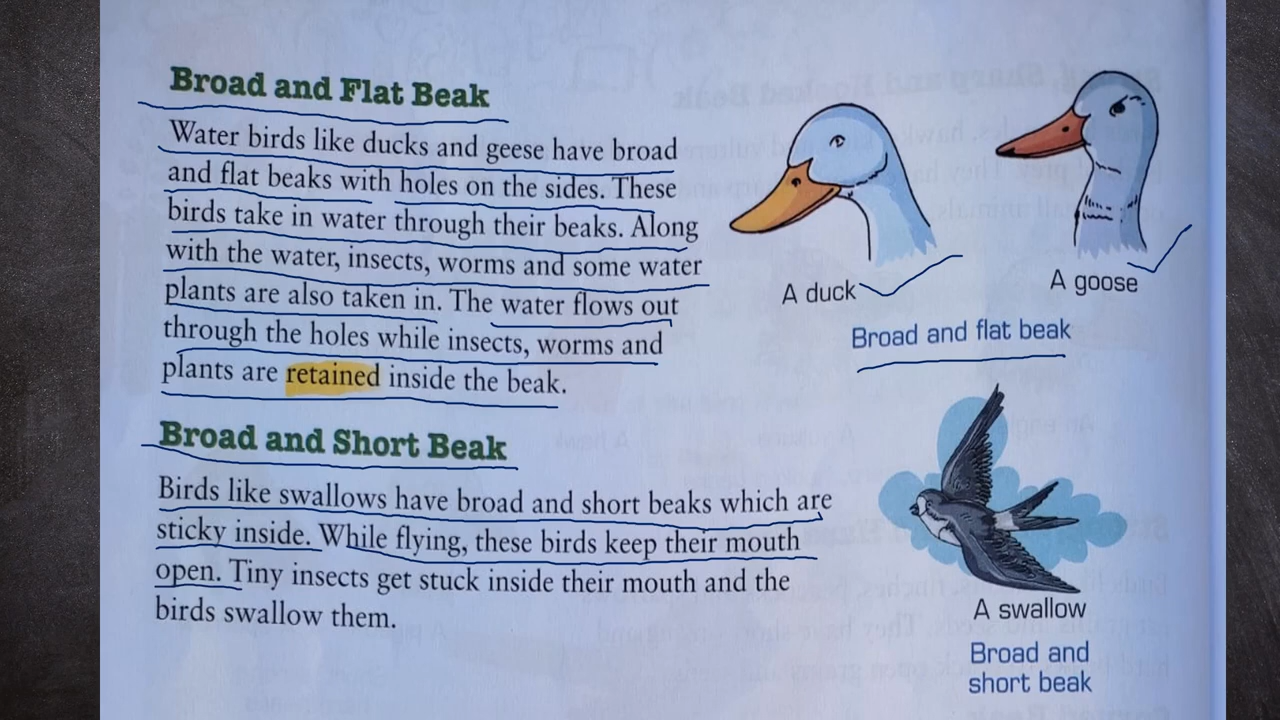 Broad and Flat Beak
Water birds like ducks and geese have broad
and flat beaks with holes on the sides. These
birds take in water through their beaks. Along
with the water, insects, worms and some water
plants are also taken in. The water flows out
through the holes while insects, worms and
plants are retained inside the beak.
A duck
A goose
Broad and flat beak
Broad and Short Beak
Birds like swallows have broad and short beaks which are
sticky inside. While flying, these birds keep their mouth
open. Tiny insects get stuck inside their mouth and the
birds swallow them.
A swallow
Broad and
short beak